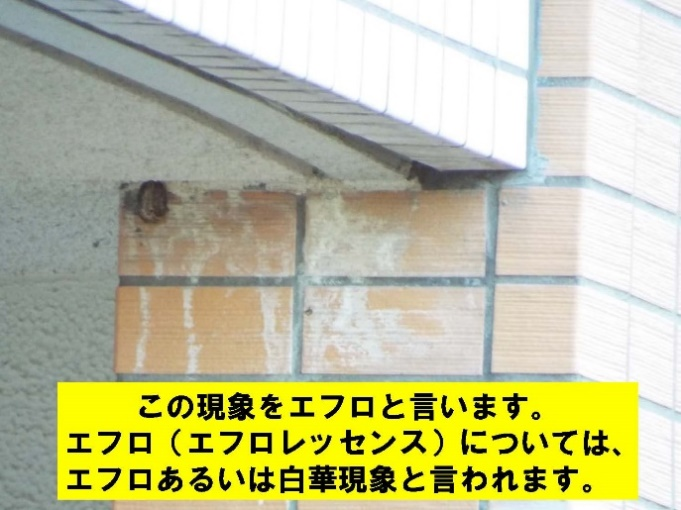 この現象をエフロと言います。
エフロ（エフロレッセンス）については、
エフロあるいは白華現象と言われます。